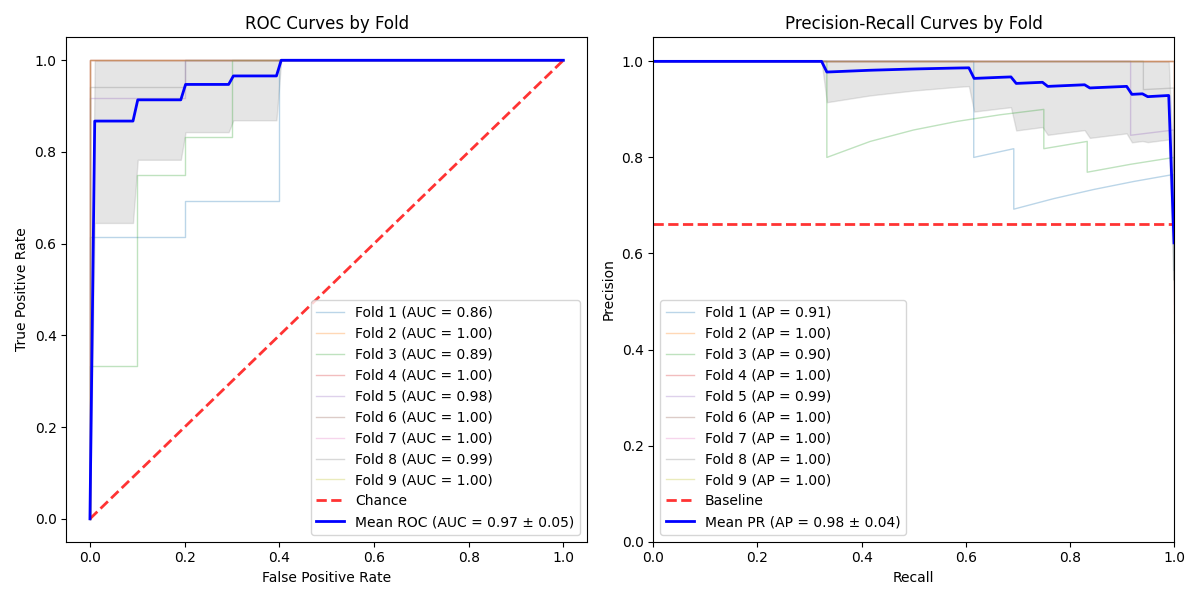 ROC Curves by Fold
True Positive Rate
1.0
0.8
0.6
0.4
0.2
0.0
Fold 1 (AUC = 0.86)
Fold 2 (AUC = 1.00)
Fold 3 (AUC = 0.89)
Fold 4 (AUC = 1.00)
Fold 5 (AUC = 0.98)
Fold 6 (AUC = 1.00)
Fold 7 (AUC = 1.00)
Fold 8 (AUC = 0.99)
Fold 9 (AUC = 1.00)
Chance
Mean ROC (AUC = 0.97 ± 0.05)
0.0 0.2 0.4 0.6 0.8 1.0
False Positive Rate
Precision-Recall Curves by Fold
Precision
1.0
0.8
0.6
0.4
0.2
0.0
Fold 1 (AP = 0.91)
Fold 2 (AP = 1.00)
Fold 3 (AP = 0.90)
Fold 4 (AP = 1.00)
Fold 5 (AP = 0.99)
Fold 6 (AP = 1.00)
Fold 7 (AP = 1.00)
Fold 8 (AP = 1.00)
Fold 9 (AP = 1.00)
Baseline
Mean PR (AP = 0.98 ± 0.04)
0.0 0.2 0.4 0.6 0.8 1.0
Recall